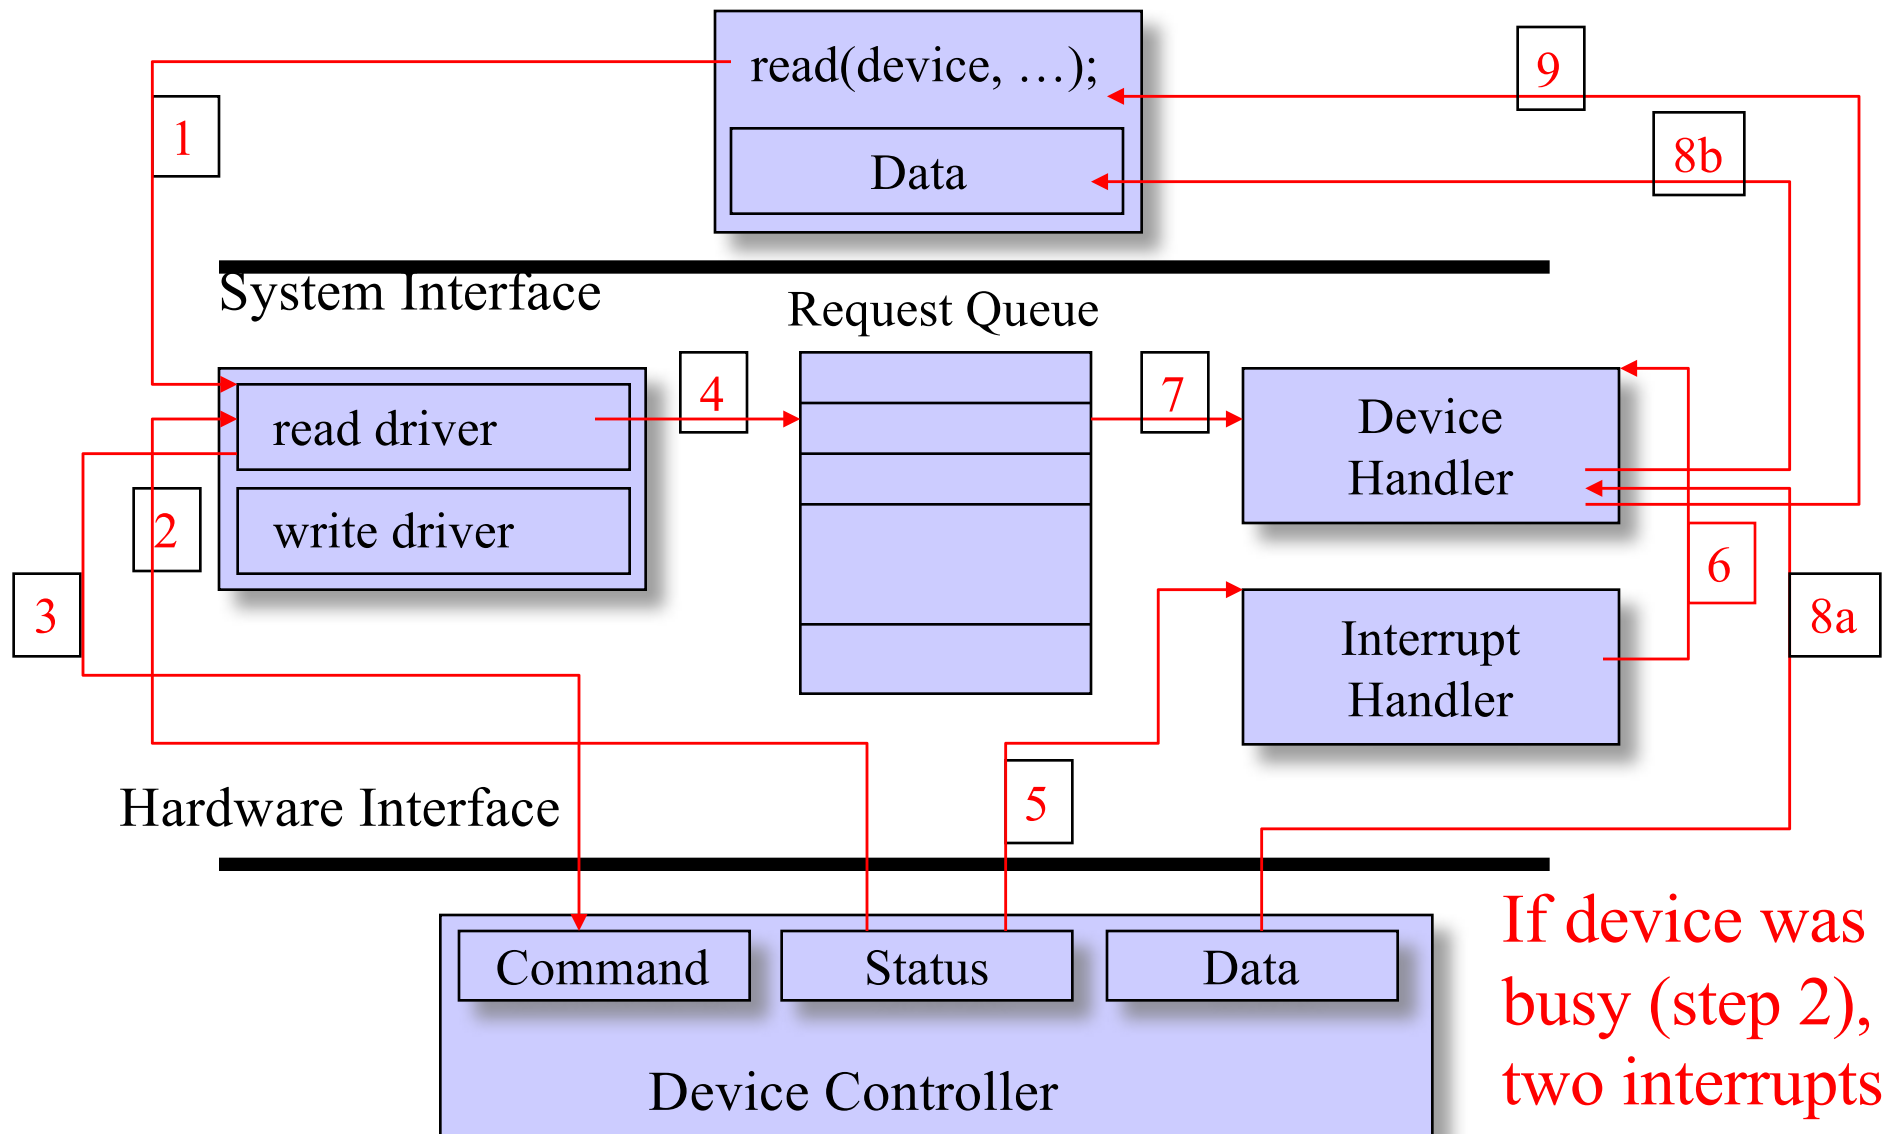 read(device, …);
9
1
8b
Data
System Interface
Request Queue
4
7
read driver
Device
Handler
2
write driver
3
6
8a
Interrupt
Handler
Hardware Interface
5
Command
Status
Data
Device Controller
If device was
busy (step 2),
two interrupts